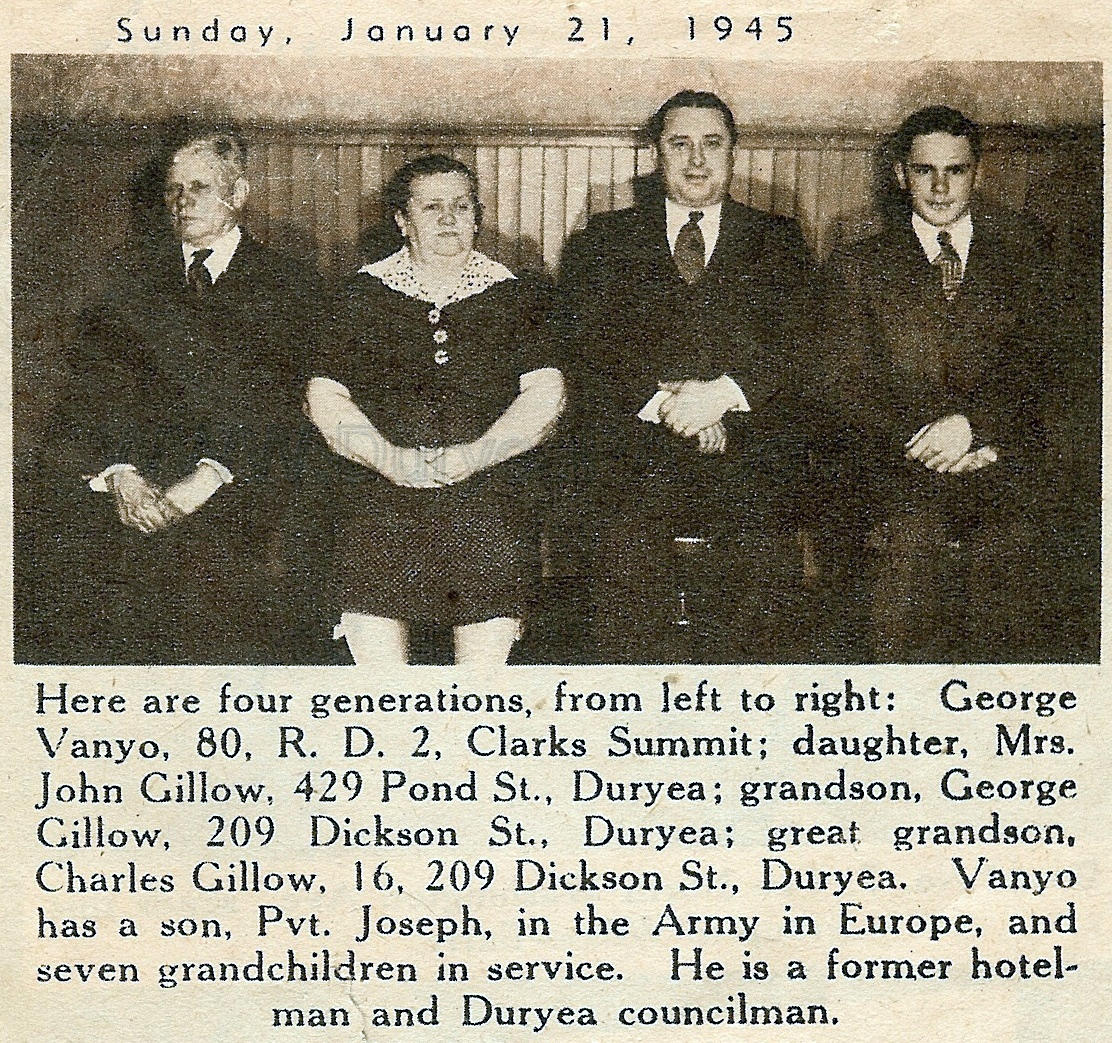 Sunday, January 21, 1945
Here are four generations, from left to right: George
Vanyo, 80, R. D. 2, Clarks Summit; daughter, Mrs.
John Gillow, 429 Pond St., Duryea; grandson, George
Gillow, 209 Dickson St., Duryea; great grandson,
Charles Gillow, 16, 209 Dickson St., Duryea. Vanyo
has a son, Pvt. Joseph, in the Army in Europe, and
seven grandchildren in service. He is a former hotel-
man and Duryea councilman.